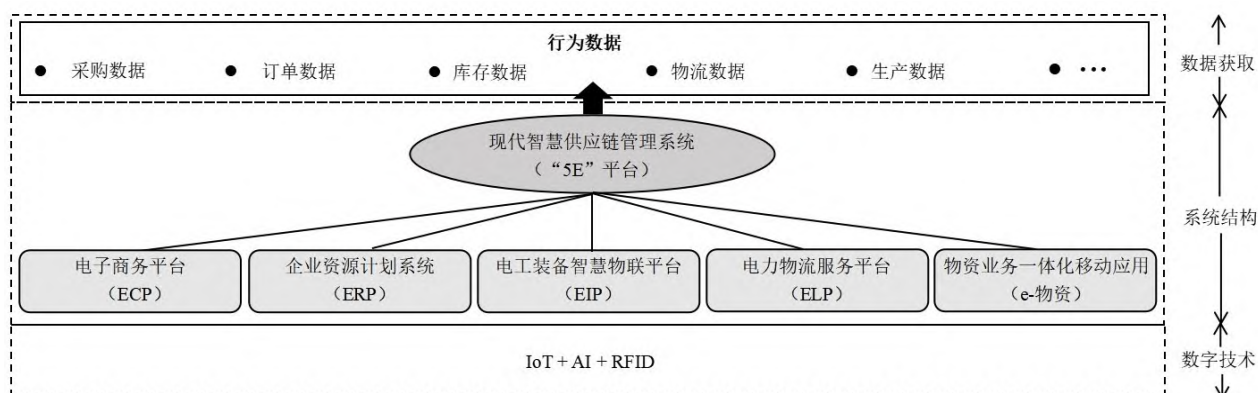 行为数据
● 采购数据 ● 订单数据 ● 库存数据 ● 物流数据 ● 生产数据 ● …
数据获取
现代智慧供应链管理系统
（“5E”平台）
系统结构
电子商务平台
（ECP）
企业资源计划系统
（ERP）
电工装备智慧物联平台
（EIP）
电力物流服务平台
（ELP）
物资业务一体化移动应用
（e-物资）
IoT + AI + RFID
数字技术